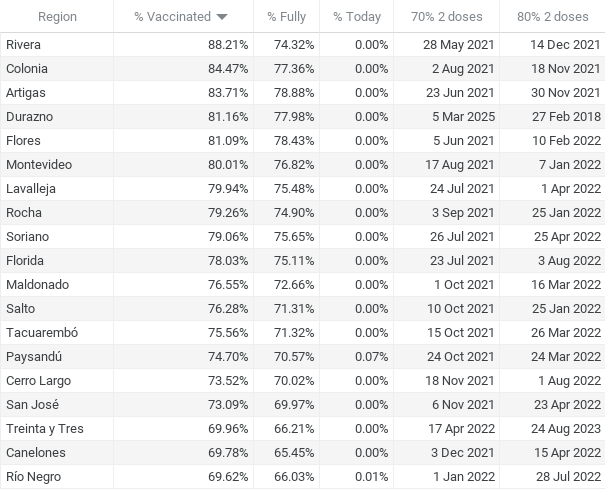 Region % Vaccinated % Fully % Today 70% 2 doses 80% 2 doses
Rivera 88.21% 74.32% 0.00% 28 May 2021 14 Dec 2021
Colonia 84.47% 77.36% 0.00% 2 Aug 2021 18 Nov 2021
Artigas 83.71% 78.88% 0.00% 23 Jun 2021 30 Nov 2021
Durazno 81.16% 77.98% 0.00% 5 Mar 2025 27 Feb 2018
Flores 81.09% 78.43% 0.00% 5 Jun 2021 10 Feb 2022
Montevideo 80.01% 76.82% 0.00% 17 Aug 2021 7 Jan 2022
Lavalleja 79.94% 75.48% 0.00% 24 Jul 2021 1 Apr 2022
Rocha 79.26% 74.90% 0.00% 3 Sep 2021 25 Jan 2022
Soriano 79.06% 75.65% 0.00% 26 Jul 2021 25 Apr 2022
Florida 78.03% 75.11% 0.00% 23 Jul 2021 3 Aug 2022
Maldonado 76.55% 72.66% 0.00% 1 Oct 2021 16 Mar 2022
Salto 76.28% 71.31% 0.00% 10 Oct 2021 25 Jan 2022
Tacuarembó 75.56% 71.32% 0.00% 15 Oct 2021 26 Mar 2022
Paysandú 74.70% 70.57% 0.07% 24 Oct 2021 24 Mar 2022
Cerro Largo 73.52% 70.02% 0.00% 18 Nov 2021 1 Aug 2022
San José 73.09% 69.97% 0.00% 6 Nov 2021 23 Apr 2022
Treinta y Tres 69.96% 66.21% 0.00% 17 Apr 2022 24 Aug 2023
Canelones 69.78% 65.45% 0.00% 3 Dec 2021 15 Apr 2022
Río Negro 69.62% 66.03% 0.01% 1 Jan 2022 28 Jul 2022